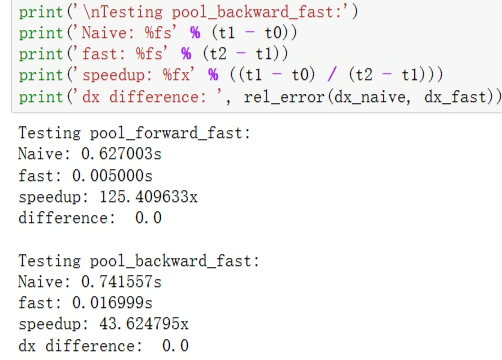 print('\nTesting pool_backward_fast:')
print('Naive: %fs' % (t1 - t0))
print('fast: %fs' % (t2 - t1))
print('speedup: %fx' % ((t1 - t0) / (t2 - t1)))
print('dx difference: ', rel_error(dx_naive, dx_fast))
Testing pool_forward_fast:
Naive: 0.627003s
fast: 0.005000s
speedup: 125.409633x
difference:  0.0
Testing pool_backward_fast:
Naive: 0.741557s
fast: 0.016999s
speedup: 43.624795x
dx difference:  0.0